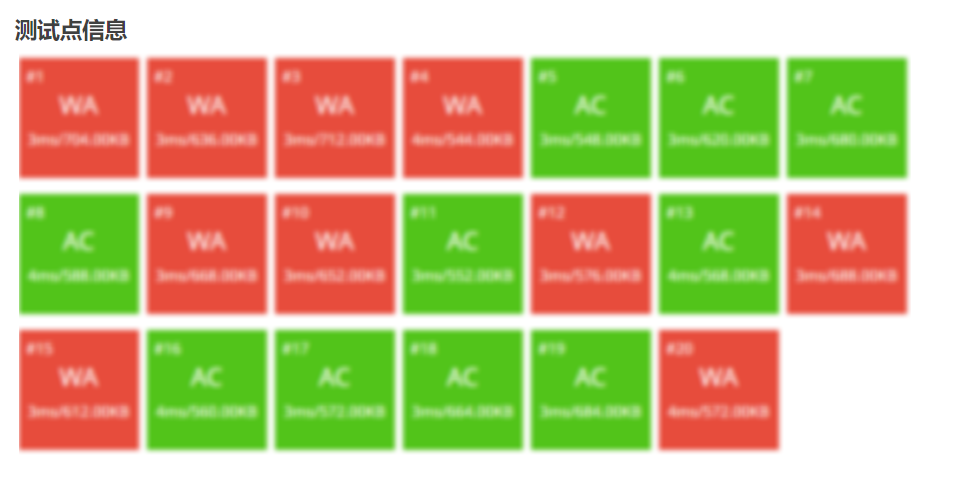 测试点信息
#1 #2 #3 #4 #5 #6 #7
WA WA WA WA AC AC AC
3ms/704.00KB 3ms/636.00KB 3ms/712.00KB 4ms/544.00KB 3ms/548.00KB 3ms/620.00KB 3ms/680.00KB
#8 #9 #10 #11 #12 #13 #14
AC WA WA AC WA AC WA
4ms/588.00KB 3ms/668.00KB 3ms/652.00KB 3ms/552.00KB 3ms/576.00KB 4ms/568.00KB 3ms/688.00KB
#15 #16 #17 #18 #19 #20
WA AC AC AC AC WA
3ms/612.00KB 4ms/560.00KB 3ms/572.00KB 3ms/664.00KB 3ms/684.00KB 4ms/572.00KB